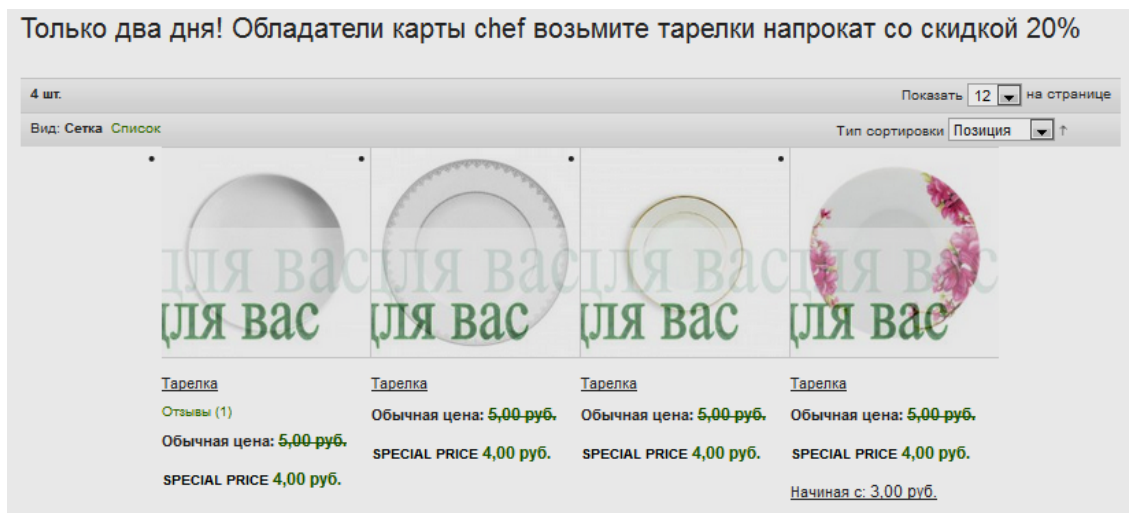 Только два дня! Обладатели карты chef возьмите тарелки напрокат со скидкой 20%
4 шт.
Показать 12 на странице
Вид: Сетка Список
Тип сортировки Позиция ↑
для вас для вас для вас для вас
для вас для вас для вас для вас
Тарелка Тарелка Тарелка Тарелка
Отзывы (1)
Обычная цена: 5,00 руб. Обычная цена: 5,00 руб. Обычная цена: 5,00 руб.
Обычная цена: 5,00 руб.
SPECIAL PRICE 4,00 руб. SPECIAL PRICE 4,00 руб. SPECIAL PRICE 4,00 руб.
SPECIAL PRICE 4,00 руб.
Начиная с: 3,00 руб.